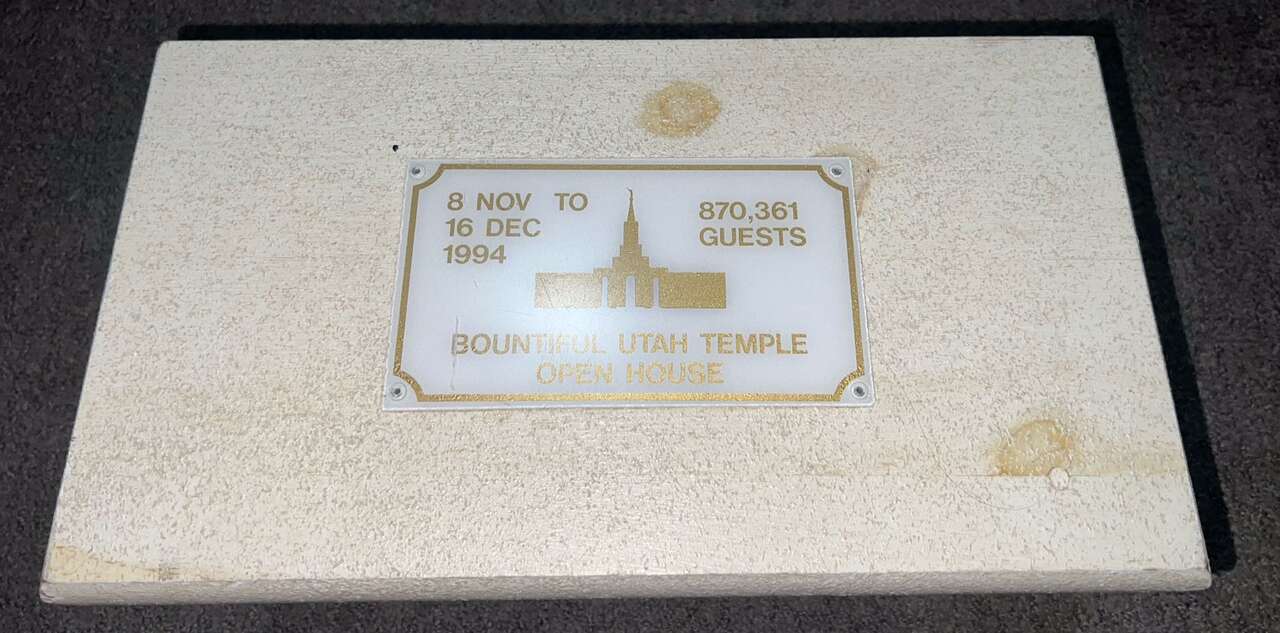 8 NOV TO
16 DEC
1994
870,361
GUESTS
BOUNTIFUL UTAH TEMPLE
OPEN HOUSE